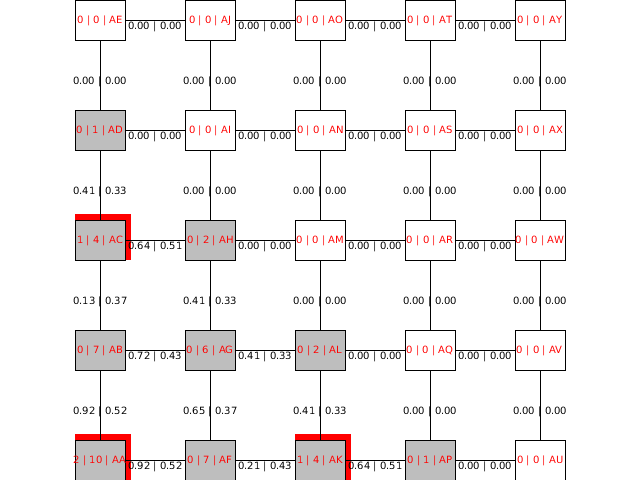 0 | 0 | AE 0.00 | 0.00 0 | 0 | AJ 0.00 | 0.00 0 | 0 | AO 0.00 | 0.00 0 | 0 | AT 0.00 | 0.00 0 | 0 | AY
0.00 | 0.00 0.00 | 0.00 0.00 | 0.00 0.00 | 0.00 0.00 | 0.00
0 | 1 | AD 0.00 | 0.00 0 | 0 | AI 0.00 | 0.00 0 | 0 | AN 0.00 | 0.00 0 | 0 | AS 0.00 | 0.00 0 | 0 | AX
0.41 | 0.33 0.00 | 0.00 0.00 | 0.00 0.00 | 0.00 0.00 | 0.00
1 | 4 | AC 0.64 | 0.51 0 | 2 | AH 0.00 | 0.00 0 | 0 | AM 0.00 | 0.00 0 | 0 | AR 0.00 | 0.00 0 | 0 | AW
0.13 | 0.37 0.41 | 0.33 0.00 | 0.00 0.00 | 0.00 0.00 | 0.00
0 | 7 | AB 0.72 | 0.43 0 | 6 | AG 0.41 | 0.33 0 | 2 | AL 0.00 | 0.00 0 | 0 | AQ 0.00 | 0.00 0 | 0 | AV
0.92 | 0.52 0.65 | 0.37 0.41 | 0.33 0.00 | 0.00 0.00 | 0.00
2 | 10 | AA 0.92 | 0.52 0 | 7 | AF 0.21 | 0.43 1 | 4 | AK 0.64 | 0.51 0 | 1 | AP 0.00 | 0.00 0 | 0 | AU